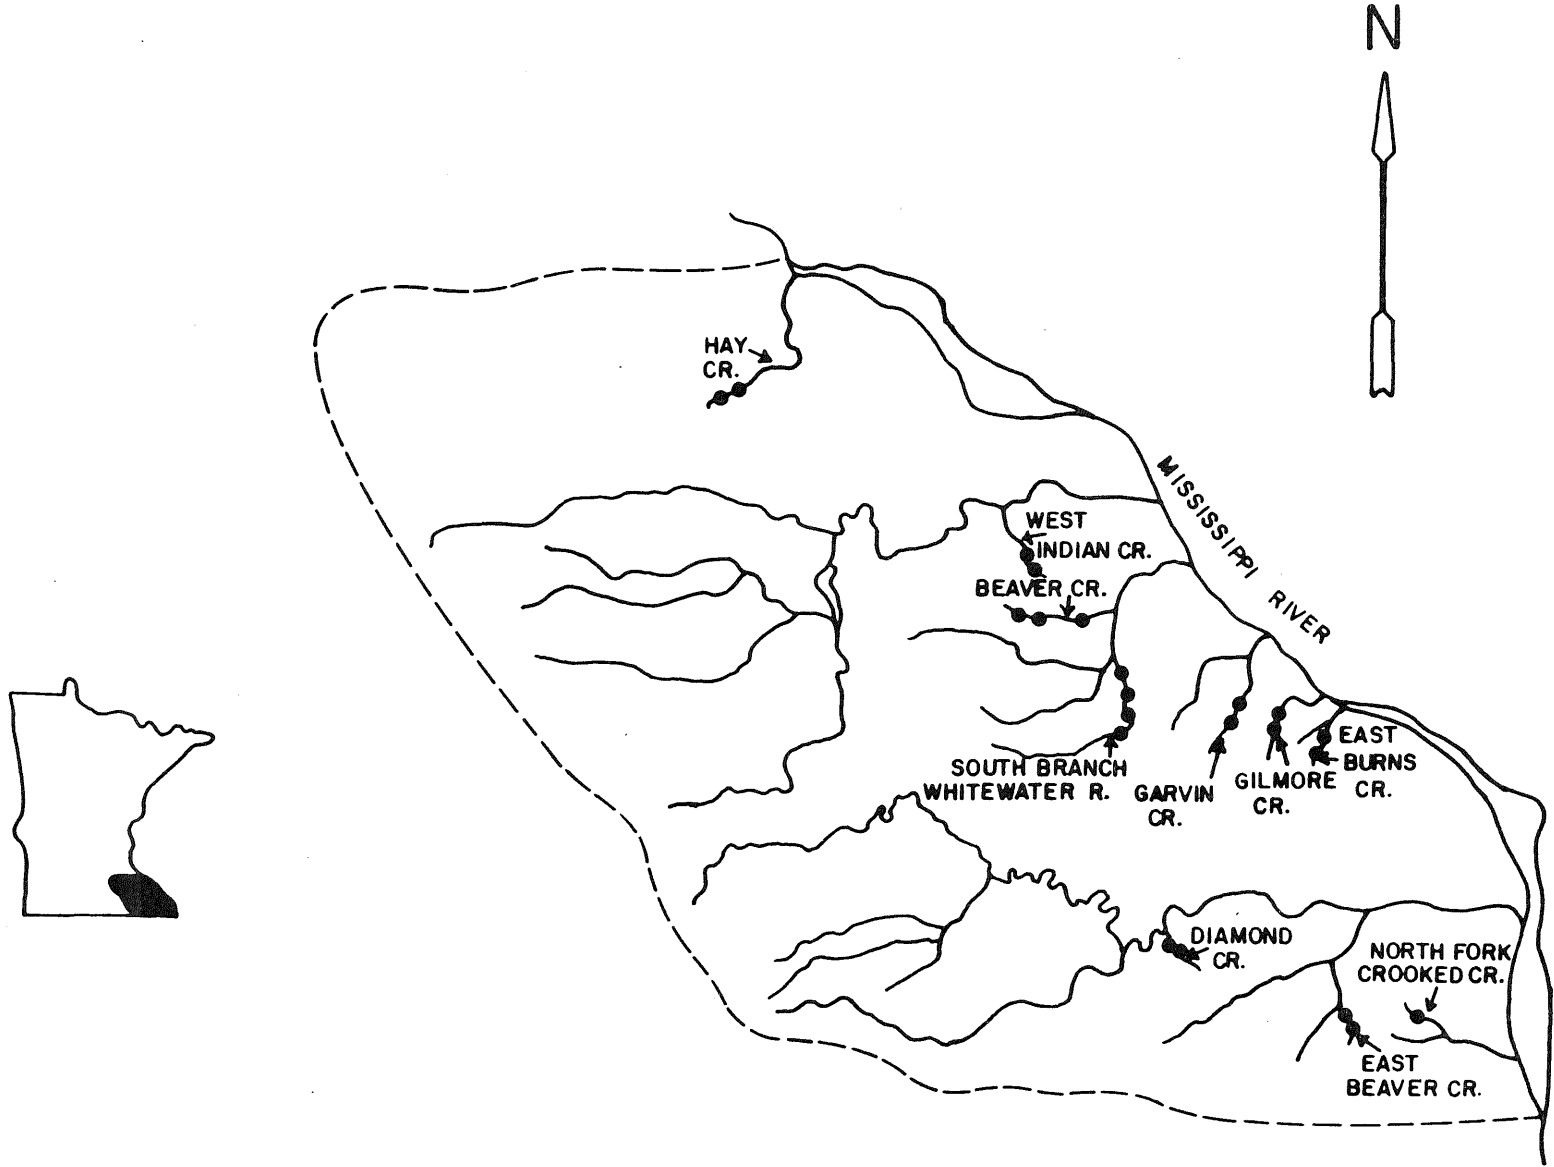 N
HAY
CR.
MISSISSIPPI RIVER
WEST
INDIAN CR.
BEAVER CR.
SOUTH BRANCH
WHITEWATER R.
GARVIN
CR.
GILMORE
CR.
EAST
BURNS
CR.
DIAMOND
CR.
NORTH FORK
CROOKED CR.
EAST
BEAVER CR.